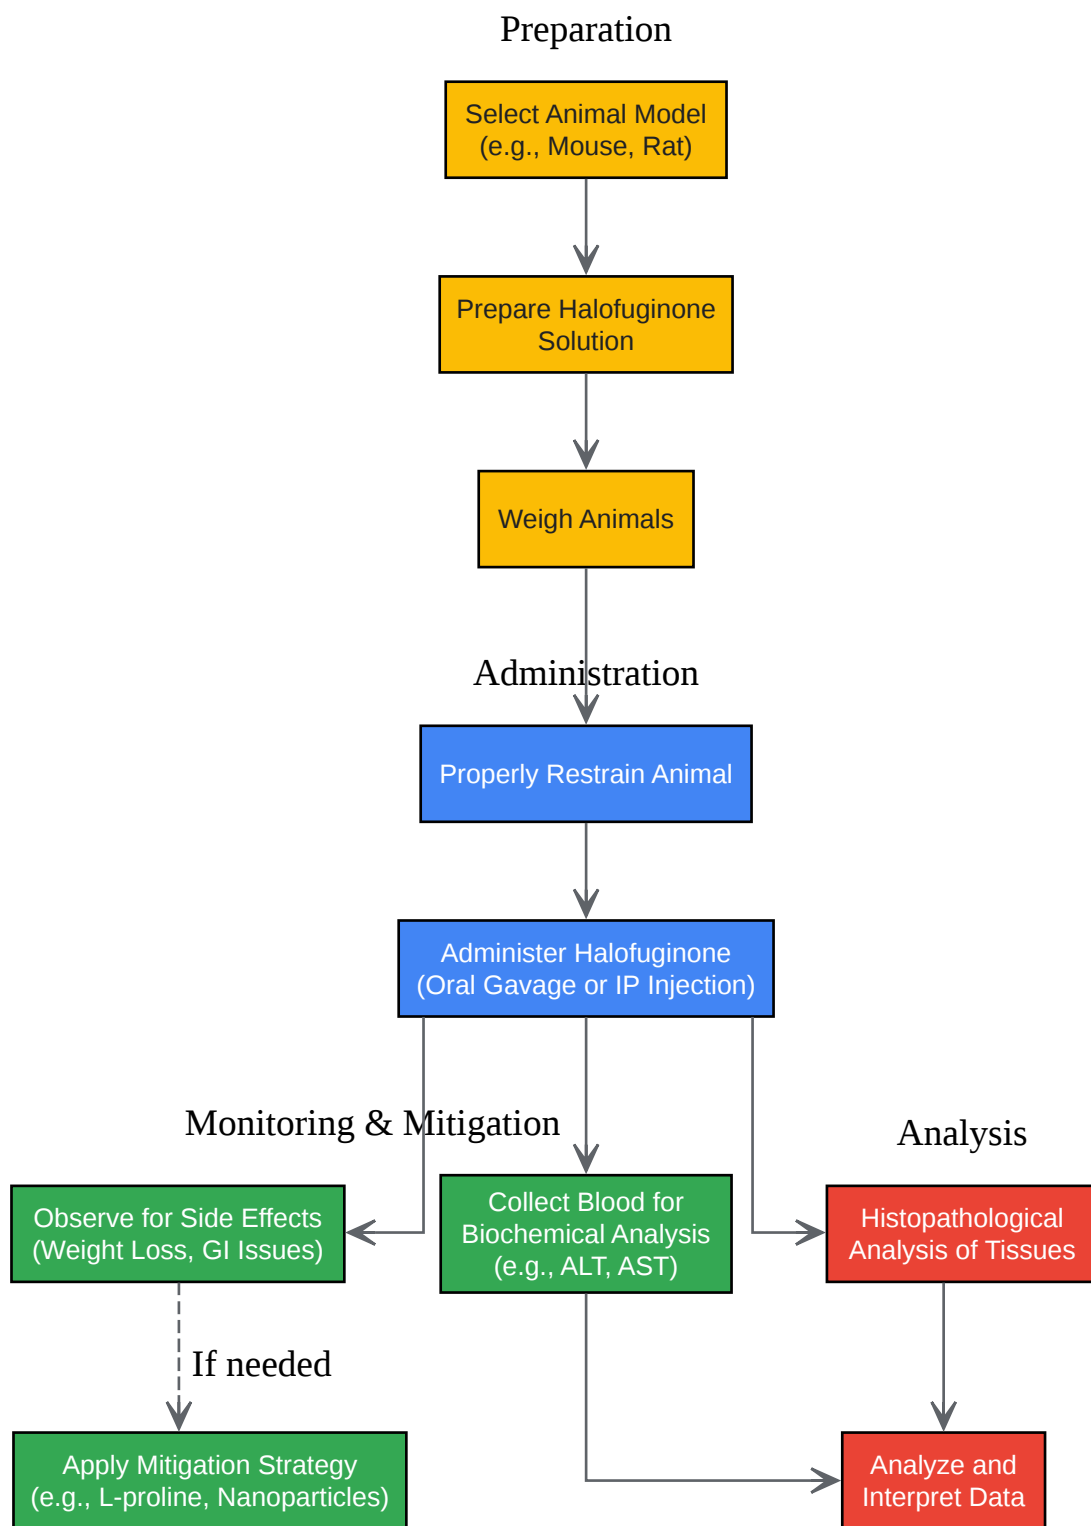 Preparation
Select Animal Model
(e.g., Mouse, Rat)
Prepare Halofuginone
Solution
Weigh Animals
Administration
Properly Restrain Animal
Administer Halofuginone
(Oral Gavage or IP Injection)
Monitoring & Mitigation
Analysis
Observe for Side Effects
(Weight Loss, GI Issues)
Collect Blood for
Biochemical Analysis
(e.g., ALT, AST)
Histopathological
Analysis of Tissues
If needed
Apply Mitigation Strategy
(e.g., L-proline, Nanoparticles)
Analyze and
Interpret Data